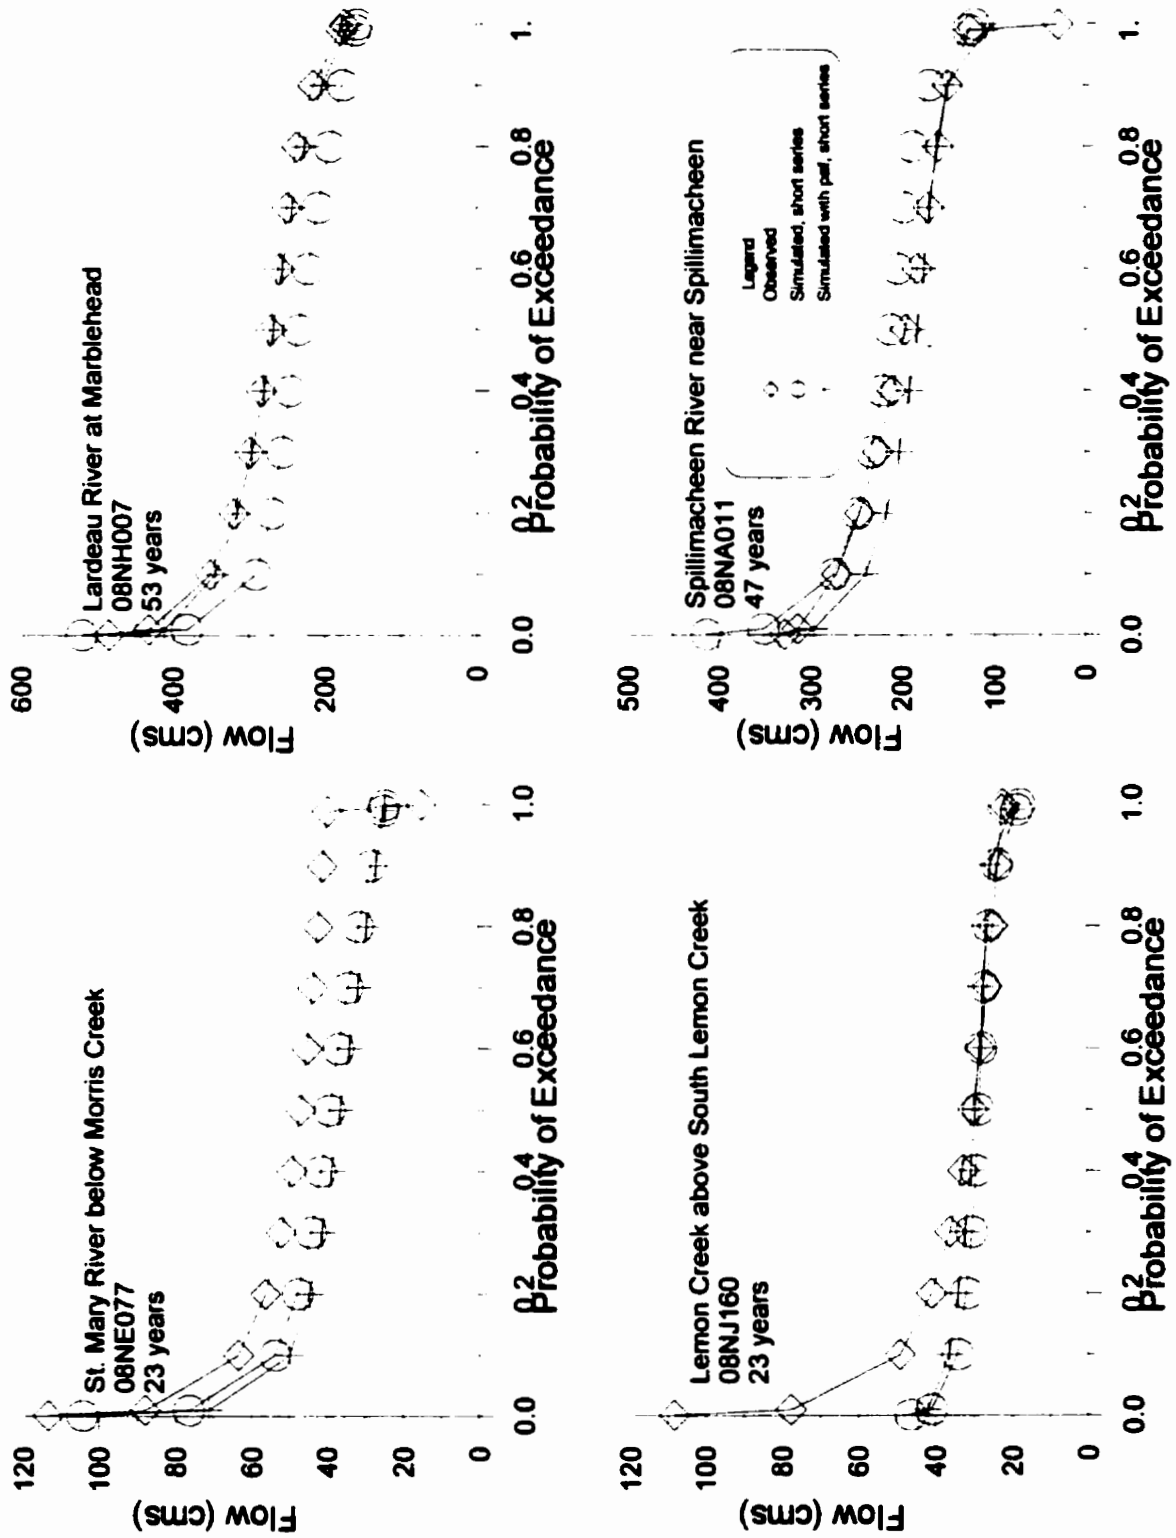 St. Mary River below Morris Creek
08NE077
23 years
Flow (cms)
120
100
80
60
40
20
0
0.0
0.2
0.4
0.6
0.8
1.0
Probability of Exceedance
Lardeau River at Marblehead
08NH007
53 years
Flow (cms)
600
400
200
0
0.0
0.2
0.4
0.6
0.8
1.
Probability of Exceedance
Lemon Creek above South Lemon Creek
08NJ160
23 years
Flow (cms)
120
100
80
60
40
20
0
0.0
0.2
0.4
0.6
0.8
1.0
Probability of Exceedance
Spillimacheen River near Spillimacheen
08NA011
47 years
Flow (cms)
500
400
300
200
100
0
0.0
0.2
0.4
0.6
0.8
1.
Probability of Exceedance
Legend
Observed
Simulated, short series
Simulated with paf, short series